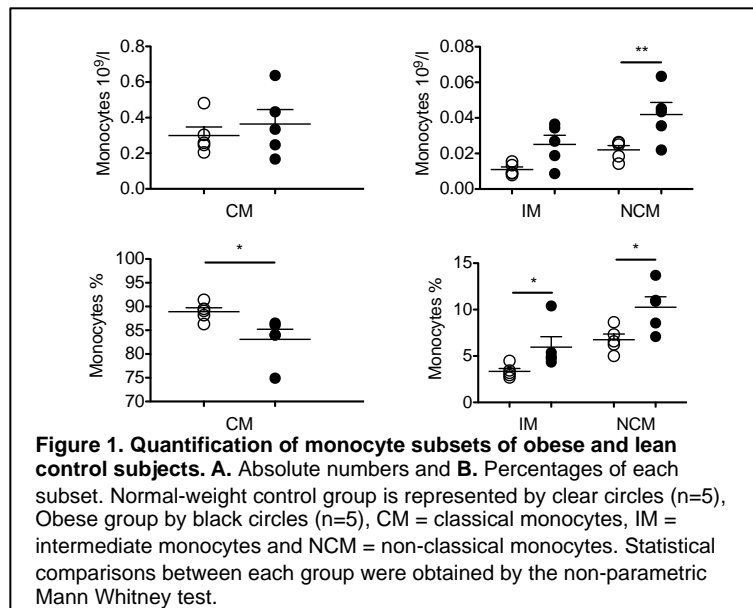 0.8
0.6
0.4
0.2
0.0
Monocytes 10⁹/l
CM
0.08
0.06
0.04
0.02
0.00
Monocytes 10⁹/l
**
IM NCM
100
95
90
85
80
75
70
Monocytes %
*
CM
15
10
5
0
Monocytes %
*
*
IM NCM
Figure 1. Quantification of monocyte subsets of obese and lean
control subjects. A. Absolute numbers and B. Percentages of each
subset. Normal-weight control group is represented by clear circles (n=5),
Obese group by black circles (n=5), CM = classical monocytes, IM =
intermediate monocytes and NCM = non-classical monocytes. Statistical
comparisons between each group were obtained by the non-parametric
Mann Whitney test.